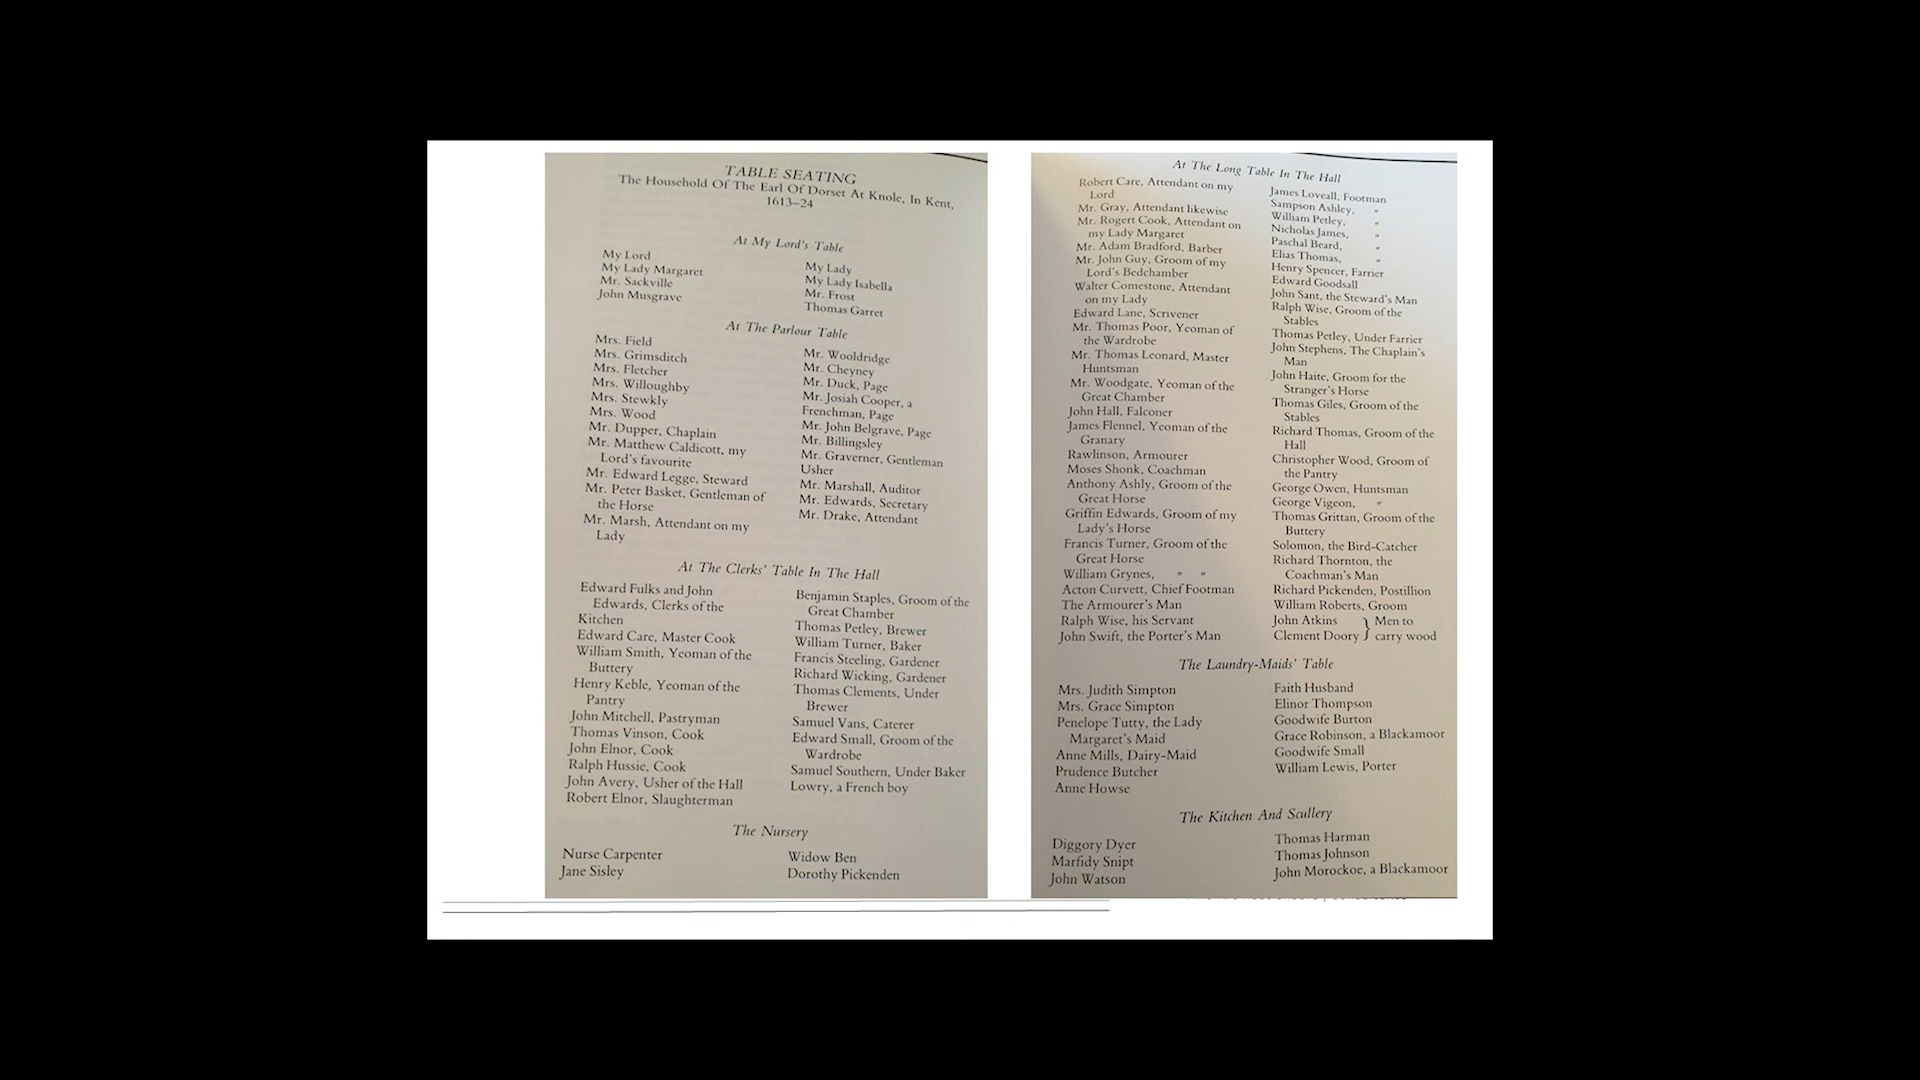 TABLE SEATING
The Household Of The Earl Of Dorset At Knole, In Kent,
1613–24
At My Lord's Table
My Lord
My Lady Margaret
Mr. Sackville
John Musgrave
My Lady
My Lady Isabella
Mr. Frost
Thomas Garret
At The Parlour Table
Mrs. Field
Mrs. Grimsditch
Mrs. Fletcher
Mrs. Willoughby
Mrs. Stewkly
Mrs. Wood
Mr. Dupper, Chaplain
Mr. Matthew Caldicott, my
Lord's favourite
Mr. Edward Legge, Steward
Mr. Peter Basket, Gentleman of
the Horse
Mr. Marsh, Attendant on my
Lady
Mr. Wooldridge
Mr. Cheyney
Mr. Duck, Page
Mr. Josiah Cooper, a
Frenchman, Page
Mr. John Belgrave, Page
Mr. Billingsley
Mr. Graverner, Gentleman
Usher
Mr. Marshall, Auditor
Mr. Edwards, Secretary
Mr. Drake, Attendant
At The Clerks' Table In The Hall
Edward Fulks and John
Edwards, Clerks of the
Kitchen
Edward Care, Master Cook
William Smith, Yeoman of the
Buttery
Henry Keble, Yeoman of the
Pantry
John Mitchell, Pastryman
Thomas Vinson, Cook
John Elnor, Cook
Ralph Hussie, Cook
John Avery, Usher of the Hall
Robert Elnor, Slaughterman
Benjamin Staples, Groom of the
Great Chamber
Thomas Petley, Brewer
William Turner, Baker
Francis Steeling, Gardener
Richard Wicking, Gardener
Thomas Clements, Under
Brewer
Samuel Vans, Caterer
Edward Small, Groom of the
Wardrobe
Samuel Southern, Under Baker
Lowry, a French boy
The Nursery
Nurse Carpenter
Jane Sisley
Widow Ben
Dorothy Pickenden
At The Long Table In The Hall
Robert Care, Attendant on my
Lord
Mr. Gray, Attendant likewise
Mr. Rogert Cook, Attendant on
my Lady Margaret
Mr. Adam Bradford, Barber
Mr. John Guy, Groom of my
Lord's Bedchamber
Walter Comestone, Attendant
on my Lady
Edward Lane, Scrivener
Mr. Thomas Poor, Yeoman of
the Wardrobe
Mr. Thomas Leonard, Master
Huntsman
Mr. Woodgate, Yeoman of the
Great Chamber
John Hall, Falconer
James Flennel, Yeoman of the
Granary
Rawlinson, Armourer
Moses Shonk, Coachman
Anthony Ashly, Groom of the
Great Horse
Griffin Edwards, Groom of my
Lady's Horse
Francis Turner, Groom of the
Great Horse
William Grynes, " "
Acton Curvett, Chief Footman
The Armourer's Man
Ralph Wise, his Servant
John Swift, the Porter's Man
James Loveall, Footman
Sampson Ashley, "
William Petley, "
Nicholas James, "
Paschal Beard, "
Elias Thomas, "
Henry Spencer, Farrier
Edward Goodsall
John Sant, the Steward's Man
Ralph Wise, Groom of the
Stables
Thomas Petley, Under Farrier
John Stephens, The Chaplain's
Man
John Haite, Groom for the
Stranger's Horse
Thomas Giles, Groom of the
Stables
Richard Thomas, Groom of the
Hall
Christopher Wood, Groom of
the Pantry
George Owen, Huntsman
George Vigeon, "
Thomas Grittan, Groom of the
Buttery
Solomon, the Bird-Catcher
Richard Thornton, the
Coachman's Man
Richard Pickenden, Postillion
William Roberts, Groom
John Atkins } Men to
Clement Doory } carry wood
The Laundry-Maids' Table
Mrs. Judith Simpton
Mrs. Grace Simpton
Penelope Tutty, the Lady
Margaret's Maid
Anne Mills, Dairy-Maid
Prudence Butcher
Anne Howse
Faith Husband
Elinor Thompson
Goodwife Burton
Grace Robinson, a Blackamoor
Goodwife Small
William Lewis, Porter
The Kitchen And Scullery
Diggory Dyer
Marfidy Snipt
John Watson
Thomas Harman
Thomas Johnson
John Morockoe, a Blackamoor